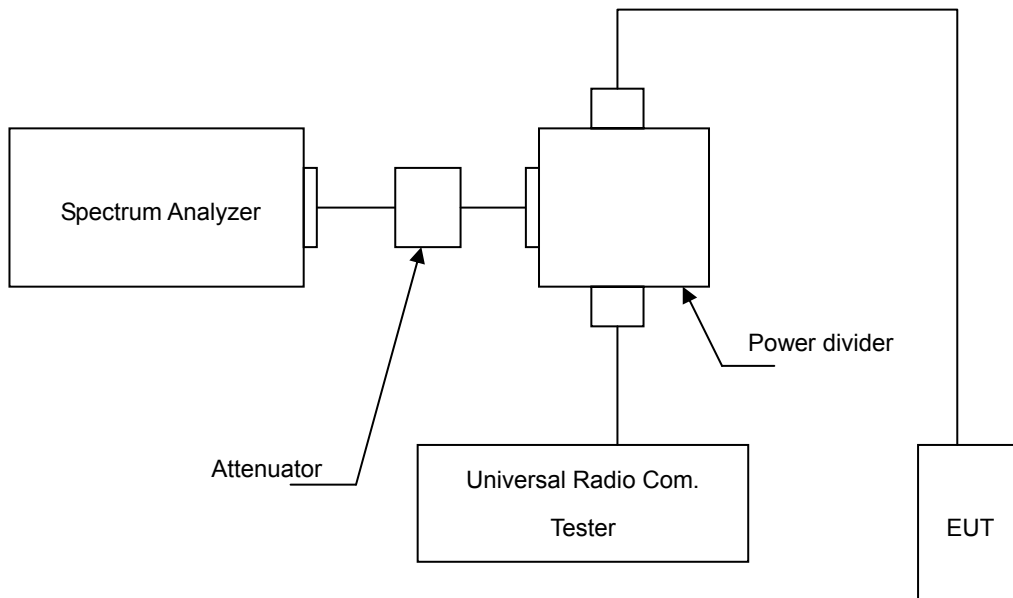 Spectrum Analyzer
Power divider
Attenuator
Universal Radio Com.
Tester
EUT